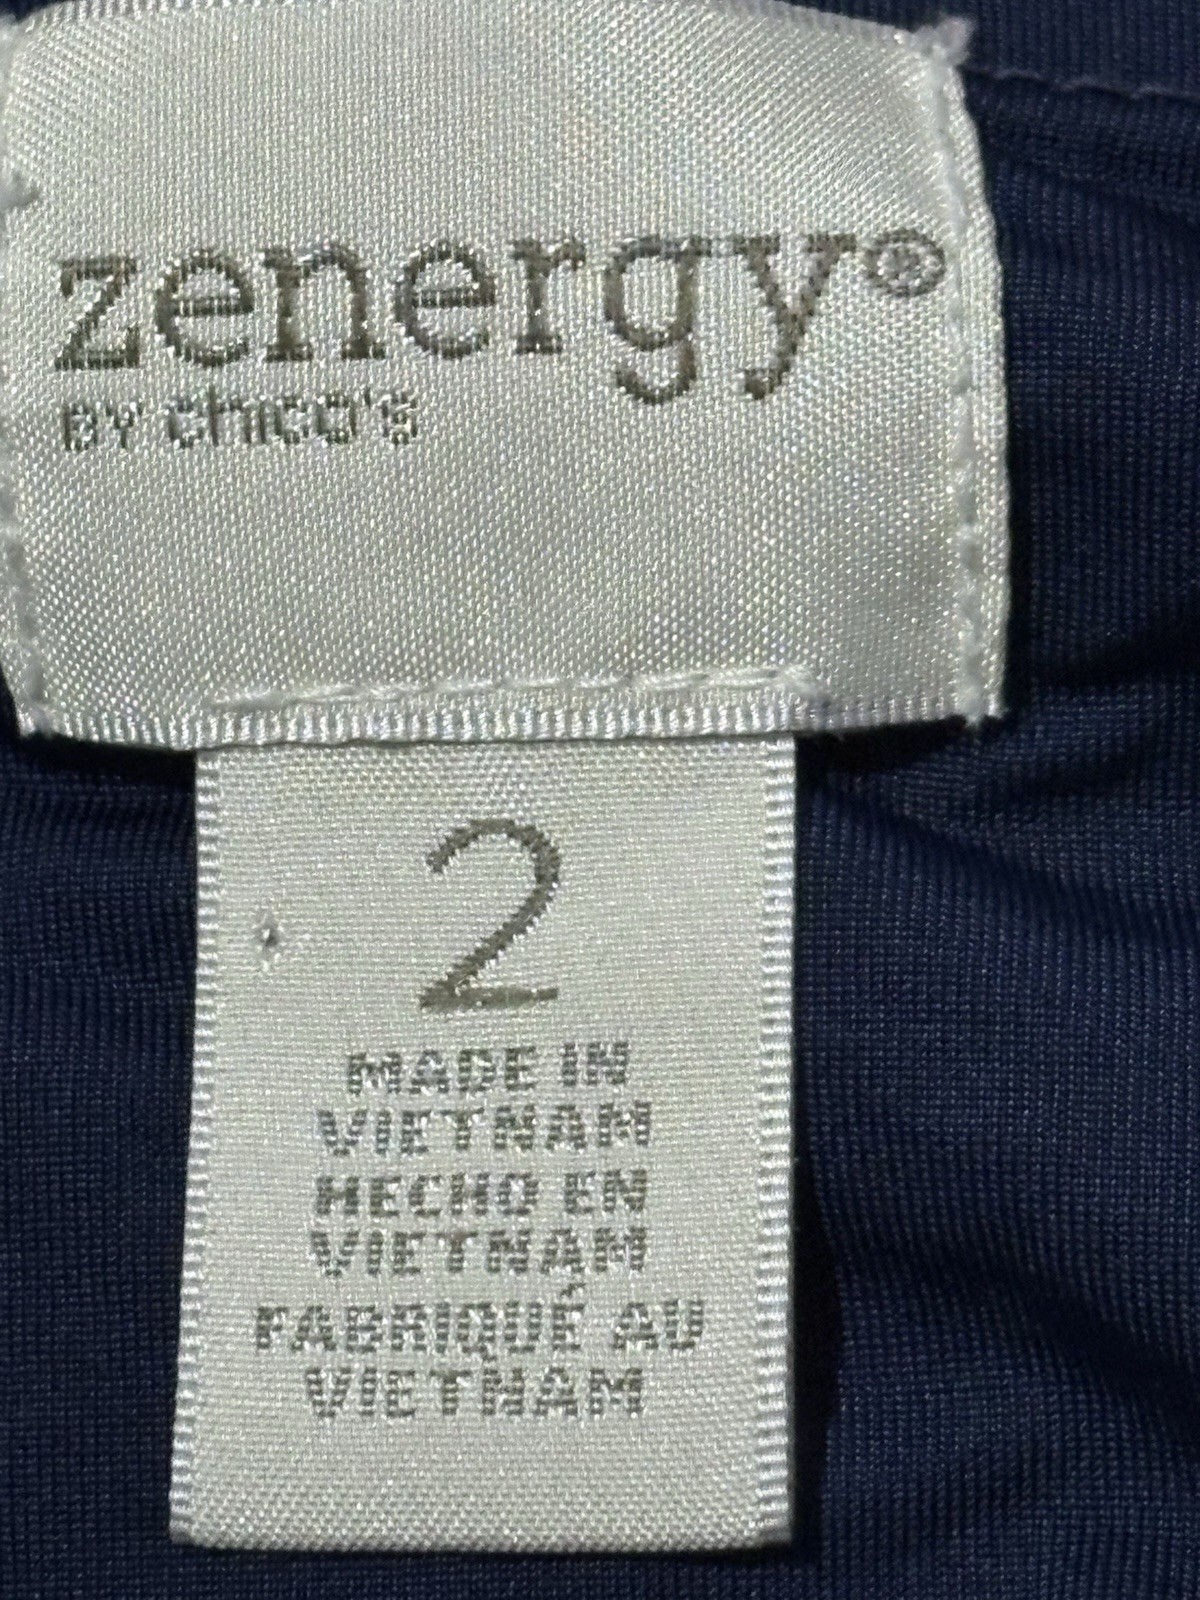 zenergy®
BY chico's
2
MADE IN
VIETNAM
HECHO EN
VIETNAM
FABRIQUÉ AU
VIETNAM